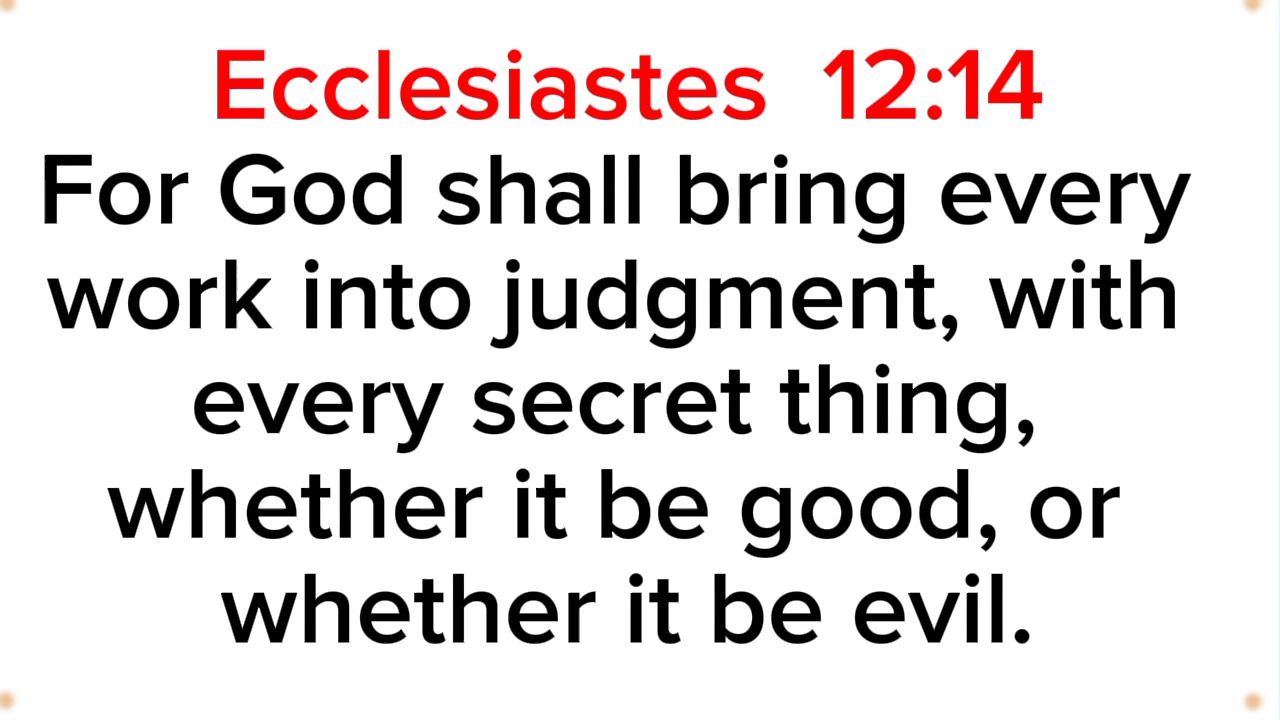 Ecclesiastes 12:14
For God shall bring every
work into judgment, with
every secret thing,
whether it be good, or
whether it be evil.